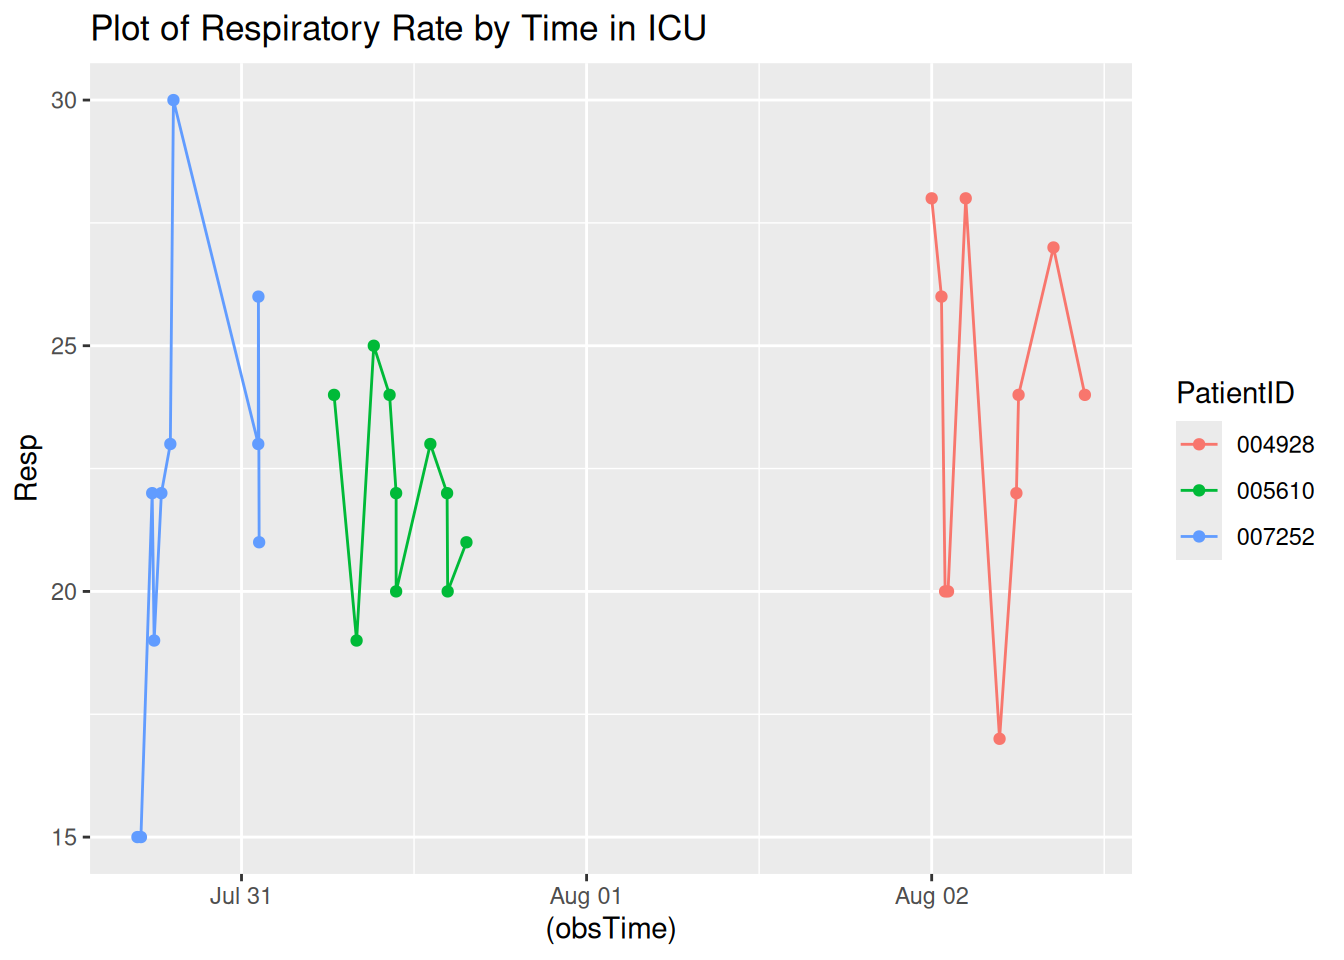 Plot of Respiratory Rate by Time in ICU
30
25
20
15
Resp
Jul 31
Aug 01
Aug 02
(obsTime)
PatientID
004928
005610
007252